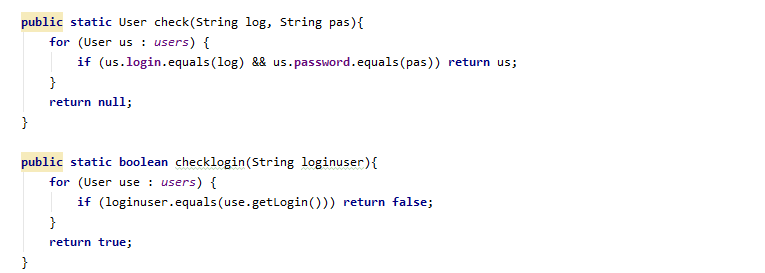 public static User check(String log, String pas){
    for (User us : users) {
        if (us.login.equals(log) && us.password.equals(pas)) return us;
    }
    return null;
}

public static boolean checklogin(String loginuser){
    for (User use : users) {
        if (loginuser.equals(use.getLogin())) return false;
    }
    return true;
}